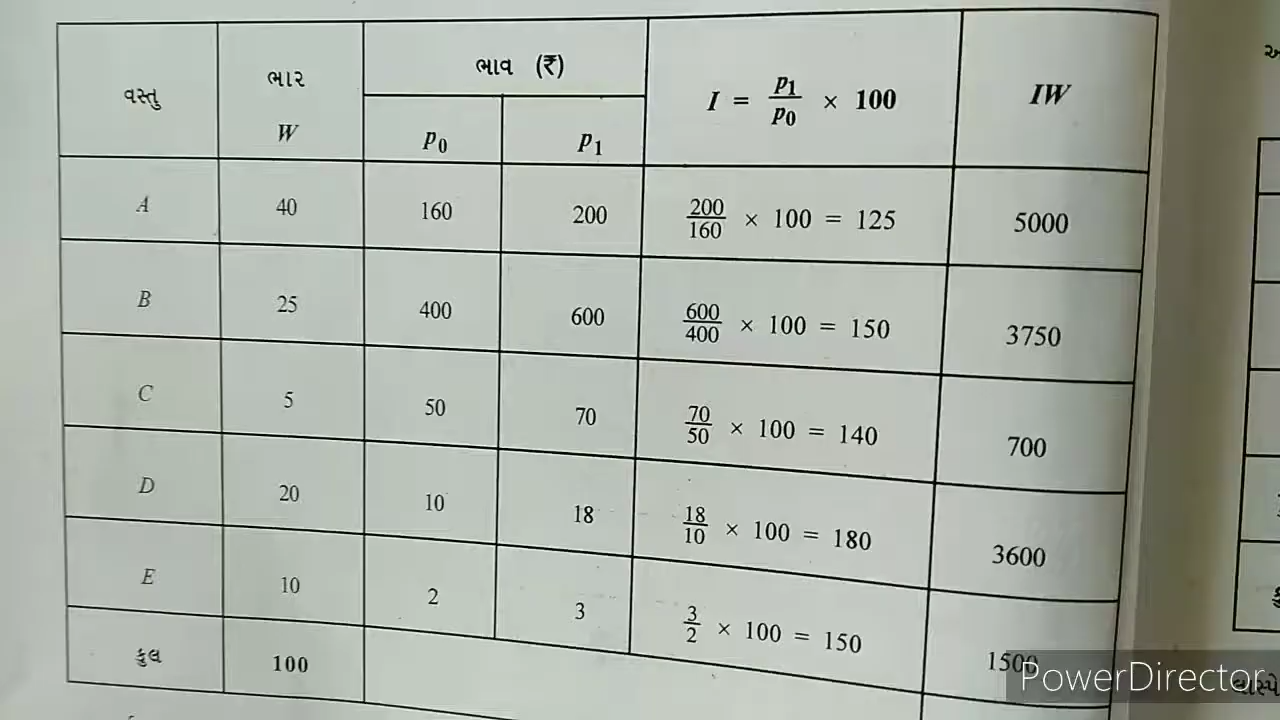 વસ્તુ
ભાર
W
ભાવ (₹)
p0
p1
I = p1/p0 × 100
IW
A 40 160 200 200/160 × 100 = 125 5000
B 25 400 600 600/400 × 100 = 150 3750
C 5 50 70 70/50 × 100 = 140 700
D 20 10 18 18/10 × 100 = 180 3600
E 10 2 3 3/2 × 100 = 150 1500
કુલ 100
PowerDirector